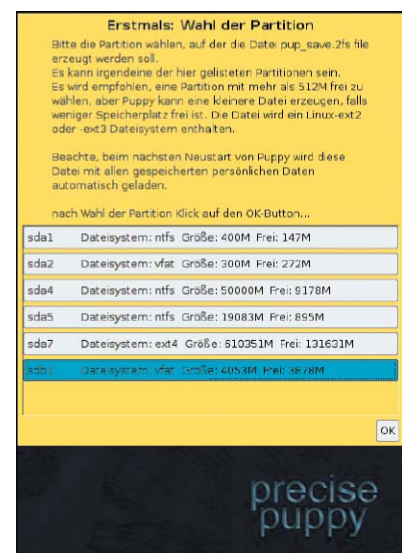 Erstmals: Wahl der Partition
Bitte die Partition wählen, auf der die Datei pup_save.2fs file
erzeugt werden soll.
Es kann irgendeine der hier gelisteten Partitionen sein.
Es wird empfohlen, eine Partition mit mehr als 512M frei zu
wählen, aber Puppy kann eine kleinere Datei erzeugen, falls
weniger Speicherplatz frei ist. Die Datei wird ein Linux-ext2
oder -ext3 Dateisystem enthalten.
Beachte, beim nächsten Neustart von Puppy wird diese
Datei mit allen gespeicherten persönlichen Daten
automatisch geladen.
nach Wahl der Partition Klick auf den OK-Button...
sda1 Dateisystem: ntfs Größe: 400M Frei: 147M
sda2 Dateisystem: vfat Größe: 300M Frei: 272M
sda4 Dateisystem: ntfs Größe: 50000M Frei: 9178M
sda5 Dateisystem: ntfs Größe: 19083M Frei: 895M
sda7 Dateisystem: ext4 Größe: 610351M Frei: 131631M
sdb1 Dateisystem: vfat Größe: 4053M Frei: 3878M
OK
precise
puppy